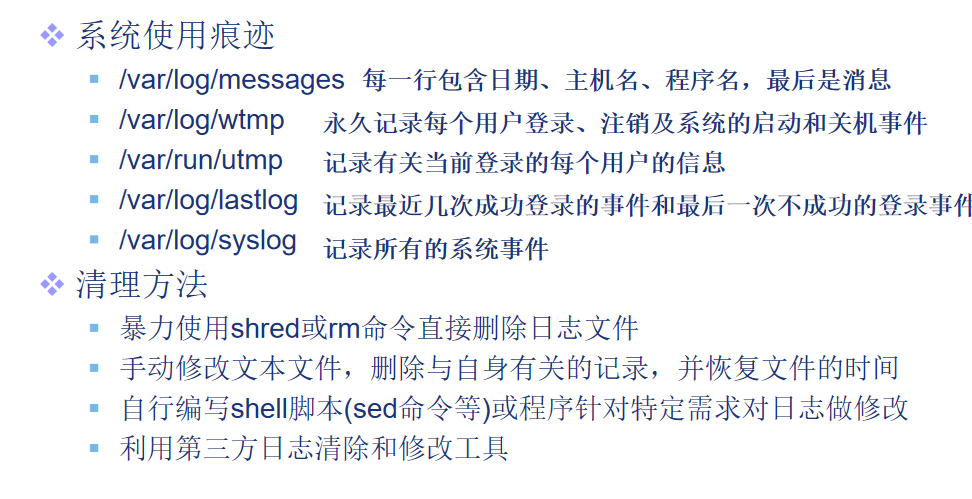 系统使用痕迹
/var/log/messages 每一行包含日期、主机名、程序名，最后是消息
/var/log/wtmp 永久记录每个用户登录、注销及系统的启动和关机事件
/var/run/utmp 记录有关当前登录的每个用户的信息
/var/log/lastlog 记录最近几次成功登录的事件和最后一次不成功的登录事件
/var/log/syslog 记录所有的系统事件
清理方法
暴力使用shred或rm命令直接删除日志文件
手动修改文本文件，删除与自身有关的记录，并恢复文件的时间
自行编写shell脚本(sed命令等)或程序针对特定需求对日志做修改
利用第三方日志清除和修改工具